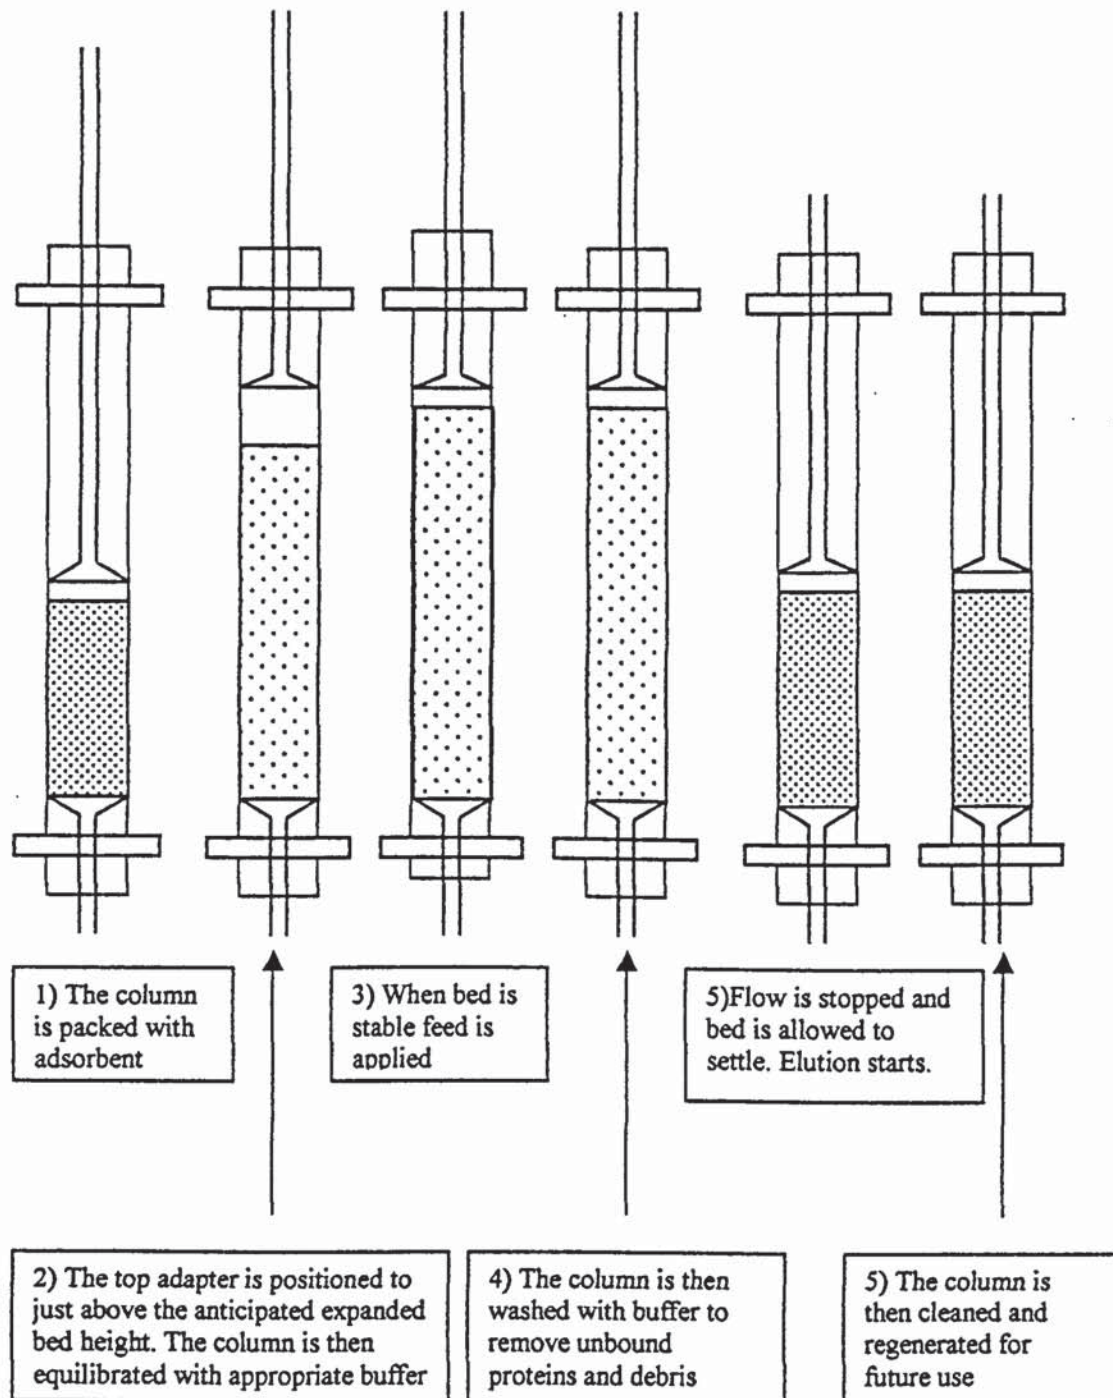 1) The column
is packed with
adsorbent
3) When bed is
stable feed is
applied
5)Flow is stopped and
bed is allowed to
settle. Elution starts.
2) The top adapter is positioned to
just above the anticipated expanded
bed height. The column is then
equilibrated with appropriate buffer
4) The column is then
washed with buffer to
remove unbound
proteins and debris
5) The column is
then cleaned and
regenerated for
future use